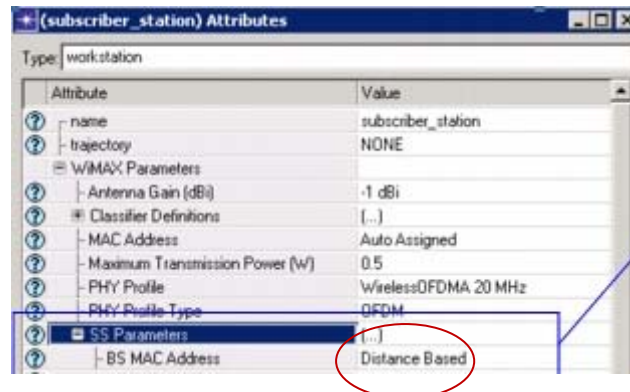 (subscriber_station) Attributes
Type: workstation
Attribute Value
name subscriber_station
trajectory NONE
WiMAX Parameters
Antenna Gain (dBi) -1 dBi
Classifier Definitions (...)
MAC Address Auto Assigned
Maximum Transmission Power (W) 0.5
PHY Profile WirelessOFDMA 20 MHz
PHY Profile Type OFDM
SS Parameters (...)
BS MAC Address Distance Based